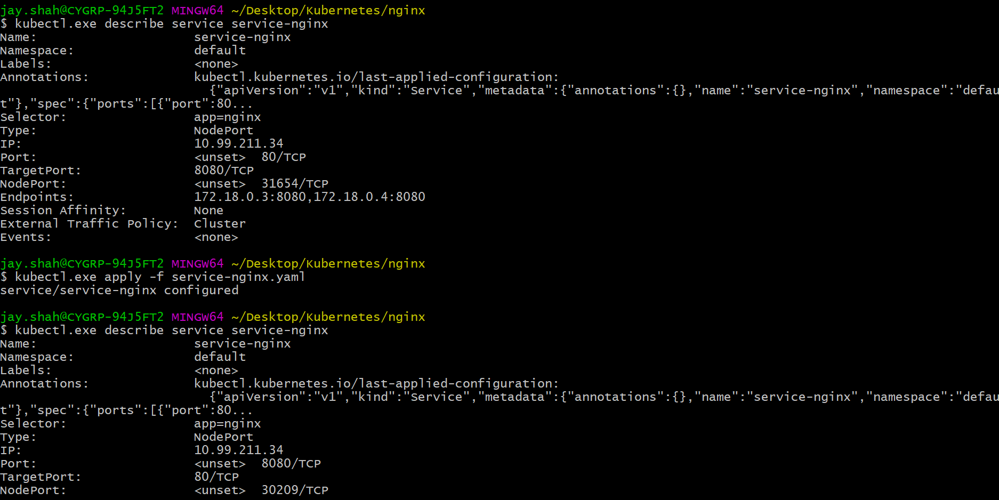 jay.shah@CYGRP-94J5FT2 MINGW64 ~/Desktop/Kubernetes/nginx
$ kubectl.exe describe service service-nginx
Name:                     service-nginx
Namespace:                default
Labels:                   <none>
Annotations:              kubectl.kubernetes.io/last-applied-configuration:
                            {"apiVersion":"v1","kind":"Service","metadata":{"annotations":{},"name":"service-nginx","namespace":"defau
t"},"spec":{"ports":[{"port":80...
Selector:                 app=nginx
Type:                     NodePort
IP:                       10.99.211.34
Port:                     <unset>  80/TCP
TargetPort:               8080/TCP
NodePort:                 <unset>  31654/TCP
Endpoints:                172.18.0.3:8080,172.18.0.4:8080
Session Affinity:         None
External Traffic Policy:  Cluster
Events:                   <none>
jay.shah@CYGRP-94J5FT2 MINGW64 ~/Desktop/Kubernetes/nginx
$ kubectl.exe apply -f service-nginx.yaml
service/service-nginx configured
jay.shah@CYGRP-94J5FT2 MINGW64 ~/Desktop/Kubernetes/nginx
$ kubectl.exe describe service service-nginx
Name:                     service-nginx
Namespace:                default
Labels:                   <none>
Annotations:              kubectl.kubernetes.io/last-applied-configuration:
                            {"apiVersion":"v1","kind":"Service","metadata":{"annotations":{},"name":"service-nginx","namespace":"defau
t"},"spec":{"ports":[{"port":80...
Selector:                 app=nginx
Type:                     NodePort
IP:                       10.99.211.34
Port:                     <unset>  8080/TCP
TargetPort:               80/TCP
NodePort:                 <unset>  30209/TCP